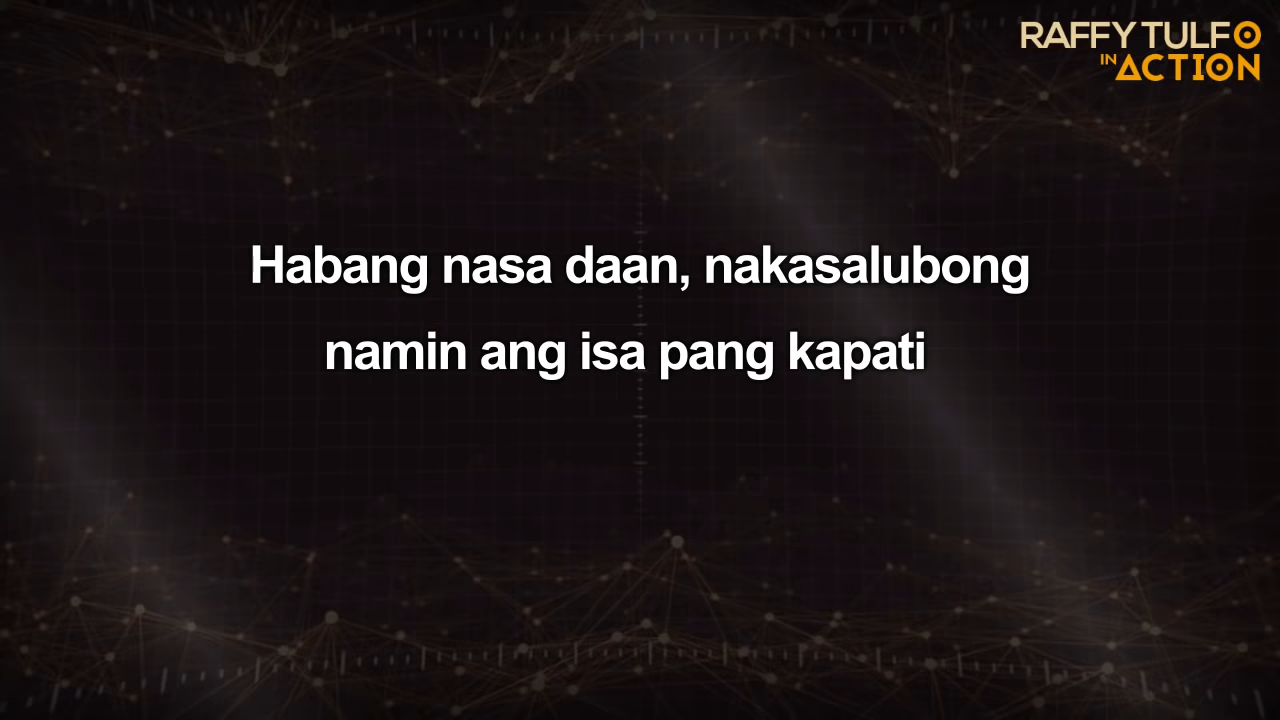 RAFFY TULFO
IN ACTION
Habang nasa daan, nakasalubong
namin ang isa pang kapati